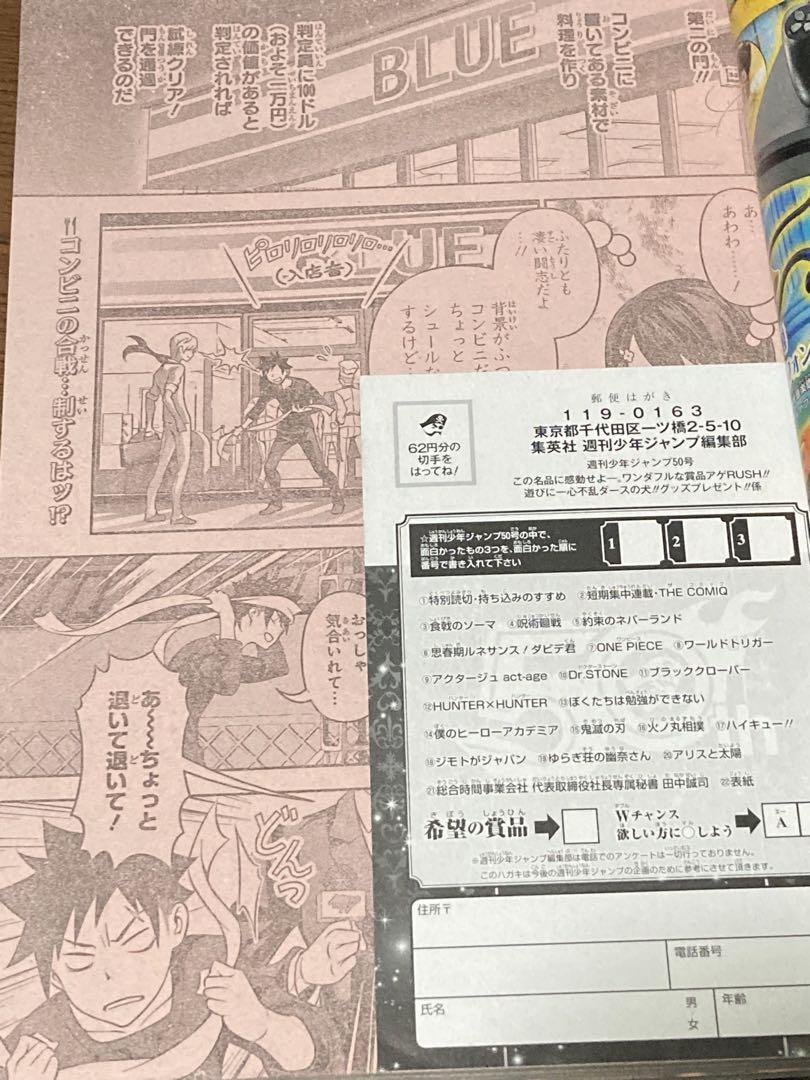 第二の門!!
コンビニに
置いてある素材で
料理を作り
判定員に100ドル
(およそ一万円)
の価値があると
判定されれば
試練クリア!
門を通過
できるのだ
BLUE
あ…
あわわ………!
ふたりとも
凄い闘志だよ
…!!
背景がふつ
コンビニだ
ちょっと
シュールな
するけど
BLUE
ピロリロリロリロ…
(入店音)
コンビニの合戦…制するはッ!?
おっしゃ
気合いれて…
あ〜〜〜ちょっと
退いて退いて!
どんっ
郵便はがき
62円分の
切手を
はってね!
119-0163
東京都千代田区一ツ橋2-5-10
集英社 週刊少年ジャンプ編集部
週刊少年ジャンプ50号
この名品に感動せよ―。ワンダフルな賞品アゲRUSH!!
遊びに一心不乱ダースの犬!!グッズプレゼント!!係
☆週刊少年ジャンプ50号の中で、
面白かったもの3つを、面白かった順に
番号で書き入れて下さい
1 2 3
①特別読切・持ち込みのすすめ ②短期集中連載・THE COMIQ
③食戟のソーマ ④呪術廻戦 ⑤約束のネバーランド
⑥思春期ルネサンス!ダビデ君 ⑦ONE PIECE ⑧ワールドトリガー
⑨アクタージュ act-age ⑩Dr.STONE ⑪ブラッククローバー
⑫HUNTER×HUNTER ⑬ぼくたちは勉強ができない
⑭僕のヒーローアカデミア ⑮鬼滅の刃 ⑯火ノ丸相撲 ⑰ハイキュー!!
⑱ジモトがジャパン ⑲ゆらぎ荘の幽奈さん ⑳アリスと太陽
㉑総合時間事業会社 代表取締役社長専属秘書 田中誠司 ㉒表紙
希望の賞品
Wチャンス
欲しい方に○しよう
A
※週刊少年ジャンプ編集部は電話でのアンケートは一切行っておりません。
このハガキは今後の週刊少年ジャンプの企画のために参考にさせて頂きます。
住所〒
電話番号
氏名
男・女
年齢